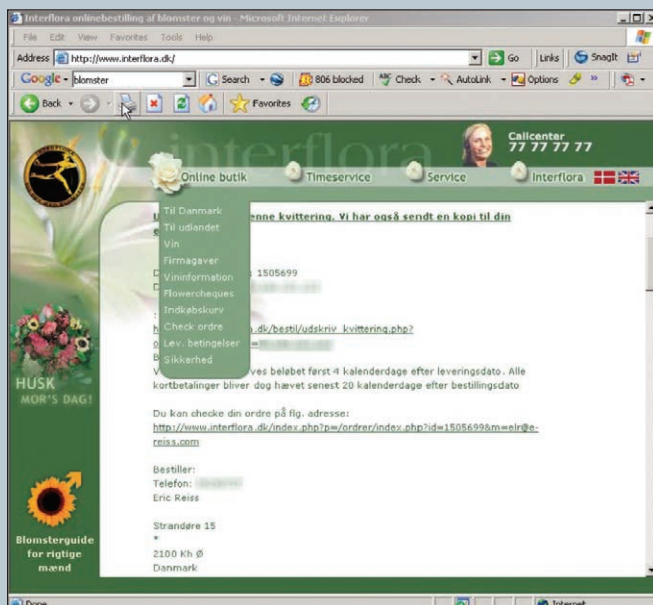 Interflora onlinebestilling af blomster og vin - Microsoft Internet Explorer
File Edit View Favorites Tools Help
Address http://www.interflora.dk/ Go Links SnagIt
Google - blomster Search 806 blocked Check AutoLink Options »
Back Favorites
interflora
Callcenter
77 77 77 77
Online butik Timeservice Service Interflora
INTERFLORA
Til Danmark
Til udlandet
Vin
Firmagaver
Vininformation
Flowercheques
Indkøbskurv
Check ordre
Lev. betingelser
Sikkerhed
enne kvittering. Vi har også sendt en kopi til din
1505699
.dk/bestil/udskriv_kvittering.php?
ves beløbet først 4 kalenderdage efter leveringsdato. Alle
kortbetalinger bliver dog hævet senest 20 kalenderdage efter bestillingsdato
Du kan checke din ordre på flg. adresse:
http://www.interflora.dk/index.php?p=/ordrer/index.php?id=1505699&m=elr@e-
reiss.com
Bestiller:
Telefon:
Eric Reiss
Strandøre 15
*
2100 Kh Ø
Danmark
HUSK
MOR'S DAG!
Blomsterguide
for rigtige
mænd
Done Internet